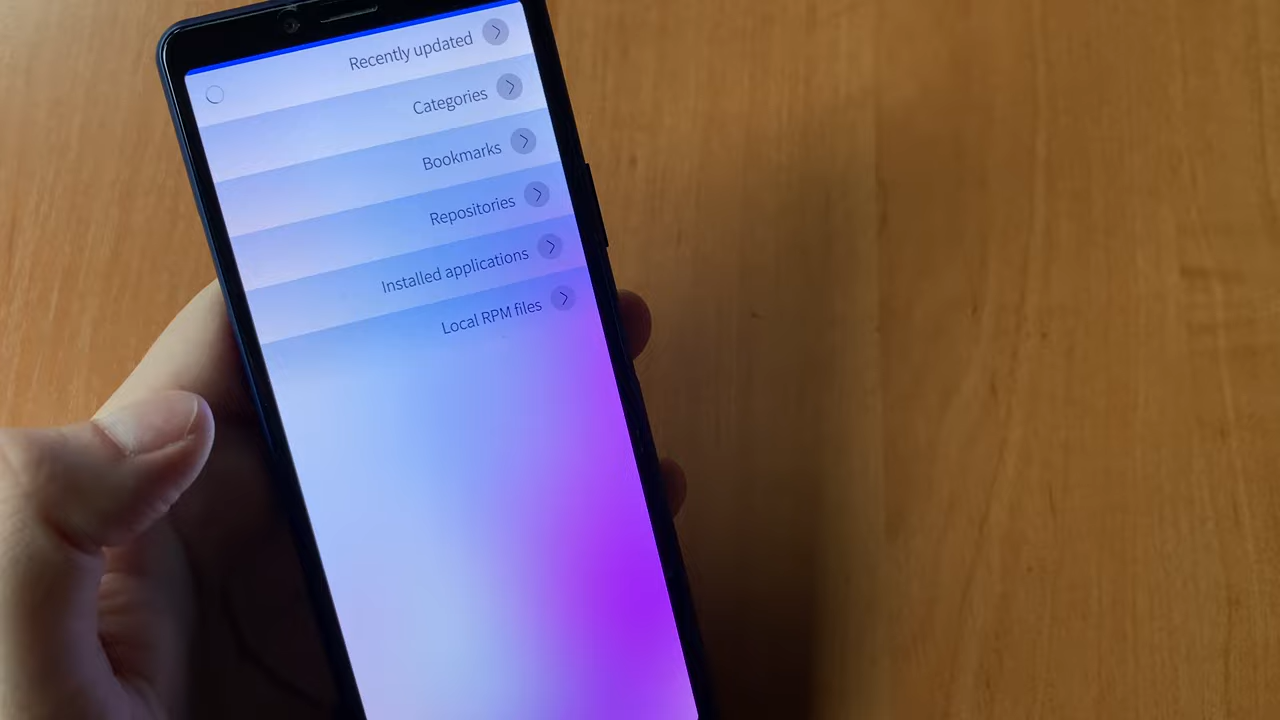 Recently updated
Categories
Bookmarks
Repositories
Installed applications
Local RPM files